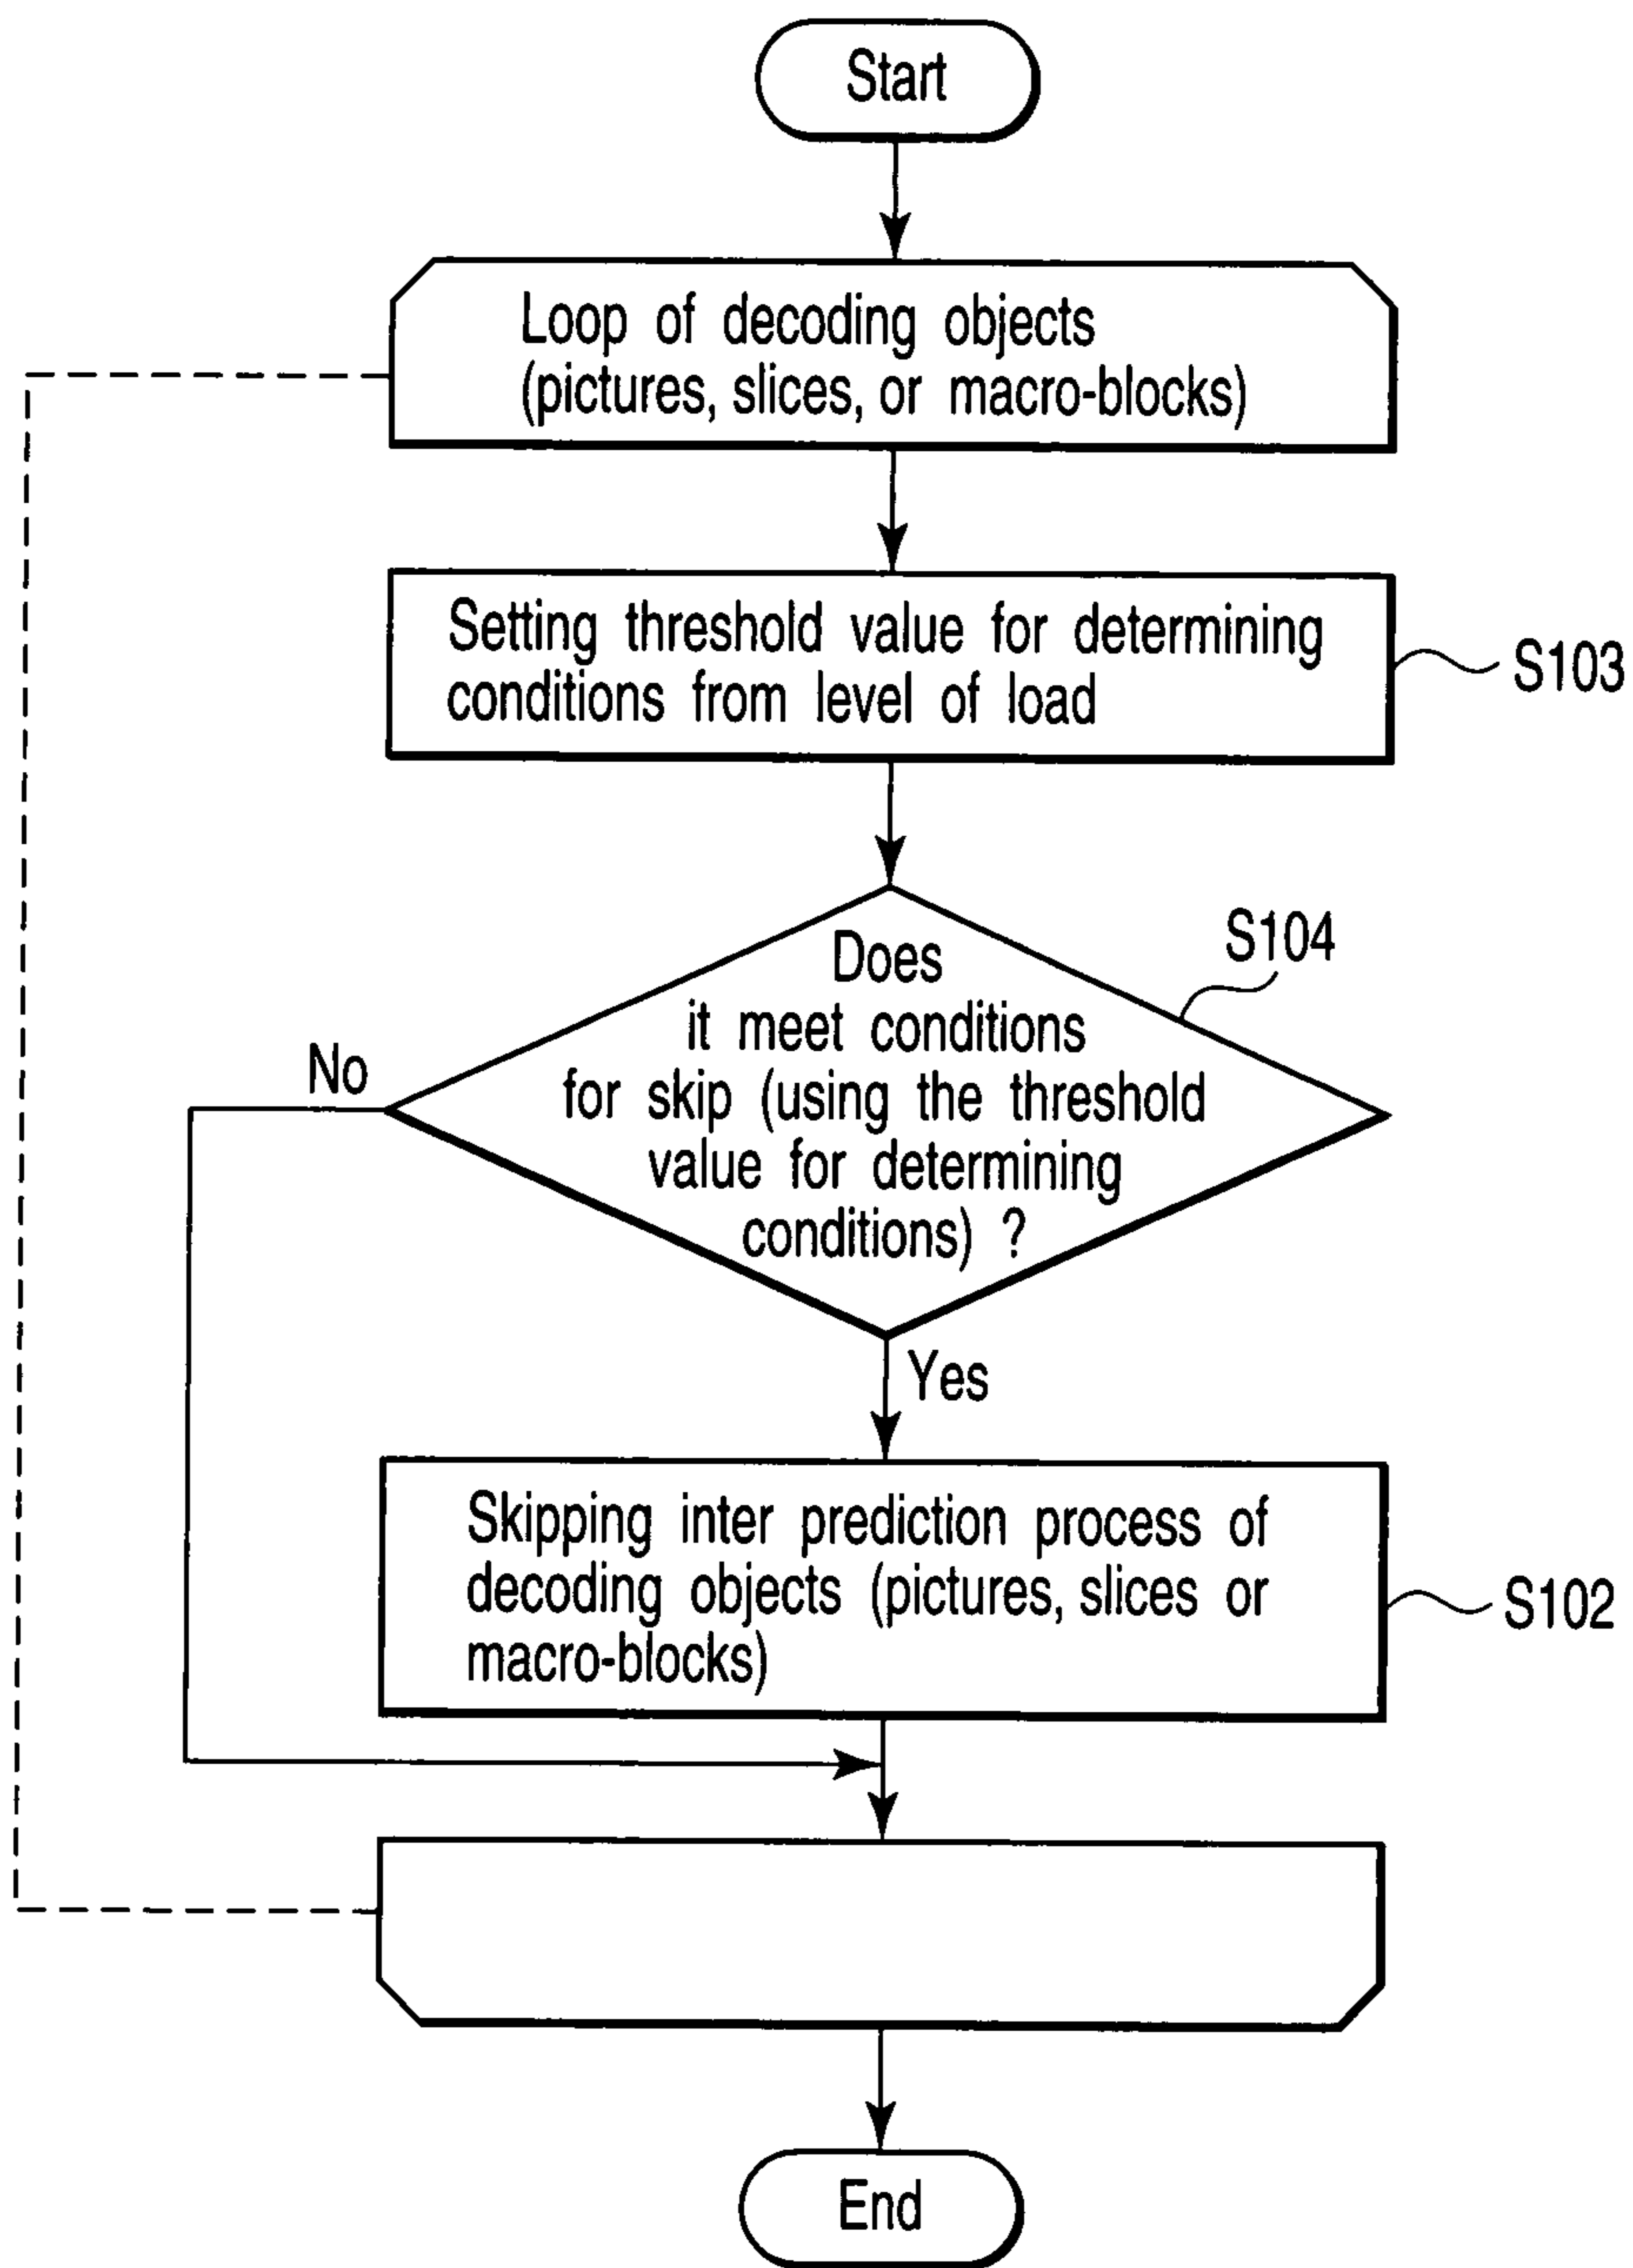 Start
Loop of decoding objects
(pictures, slices, or macro-blocks)
Setting threshold value for determining
conditions from level of load
S103
S104
Does
it meet conditions
for skip (using the threshold
value for determining
conditions) ?
No
Yes
Skipping inter prediction process of
decoding objects (pictures, slices or
macro-blocks)
S102
End